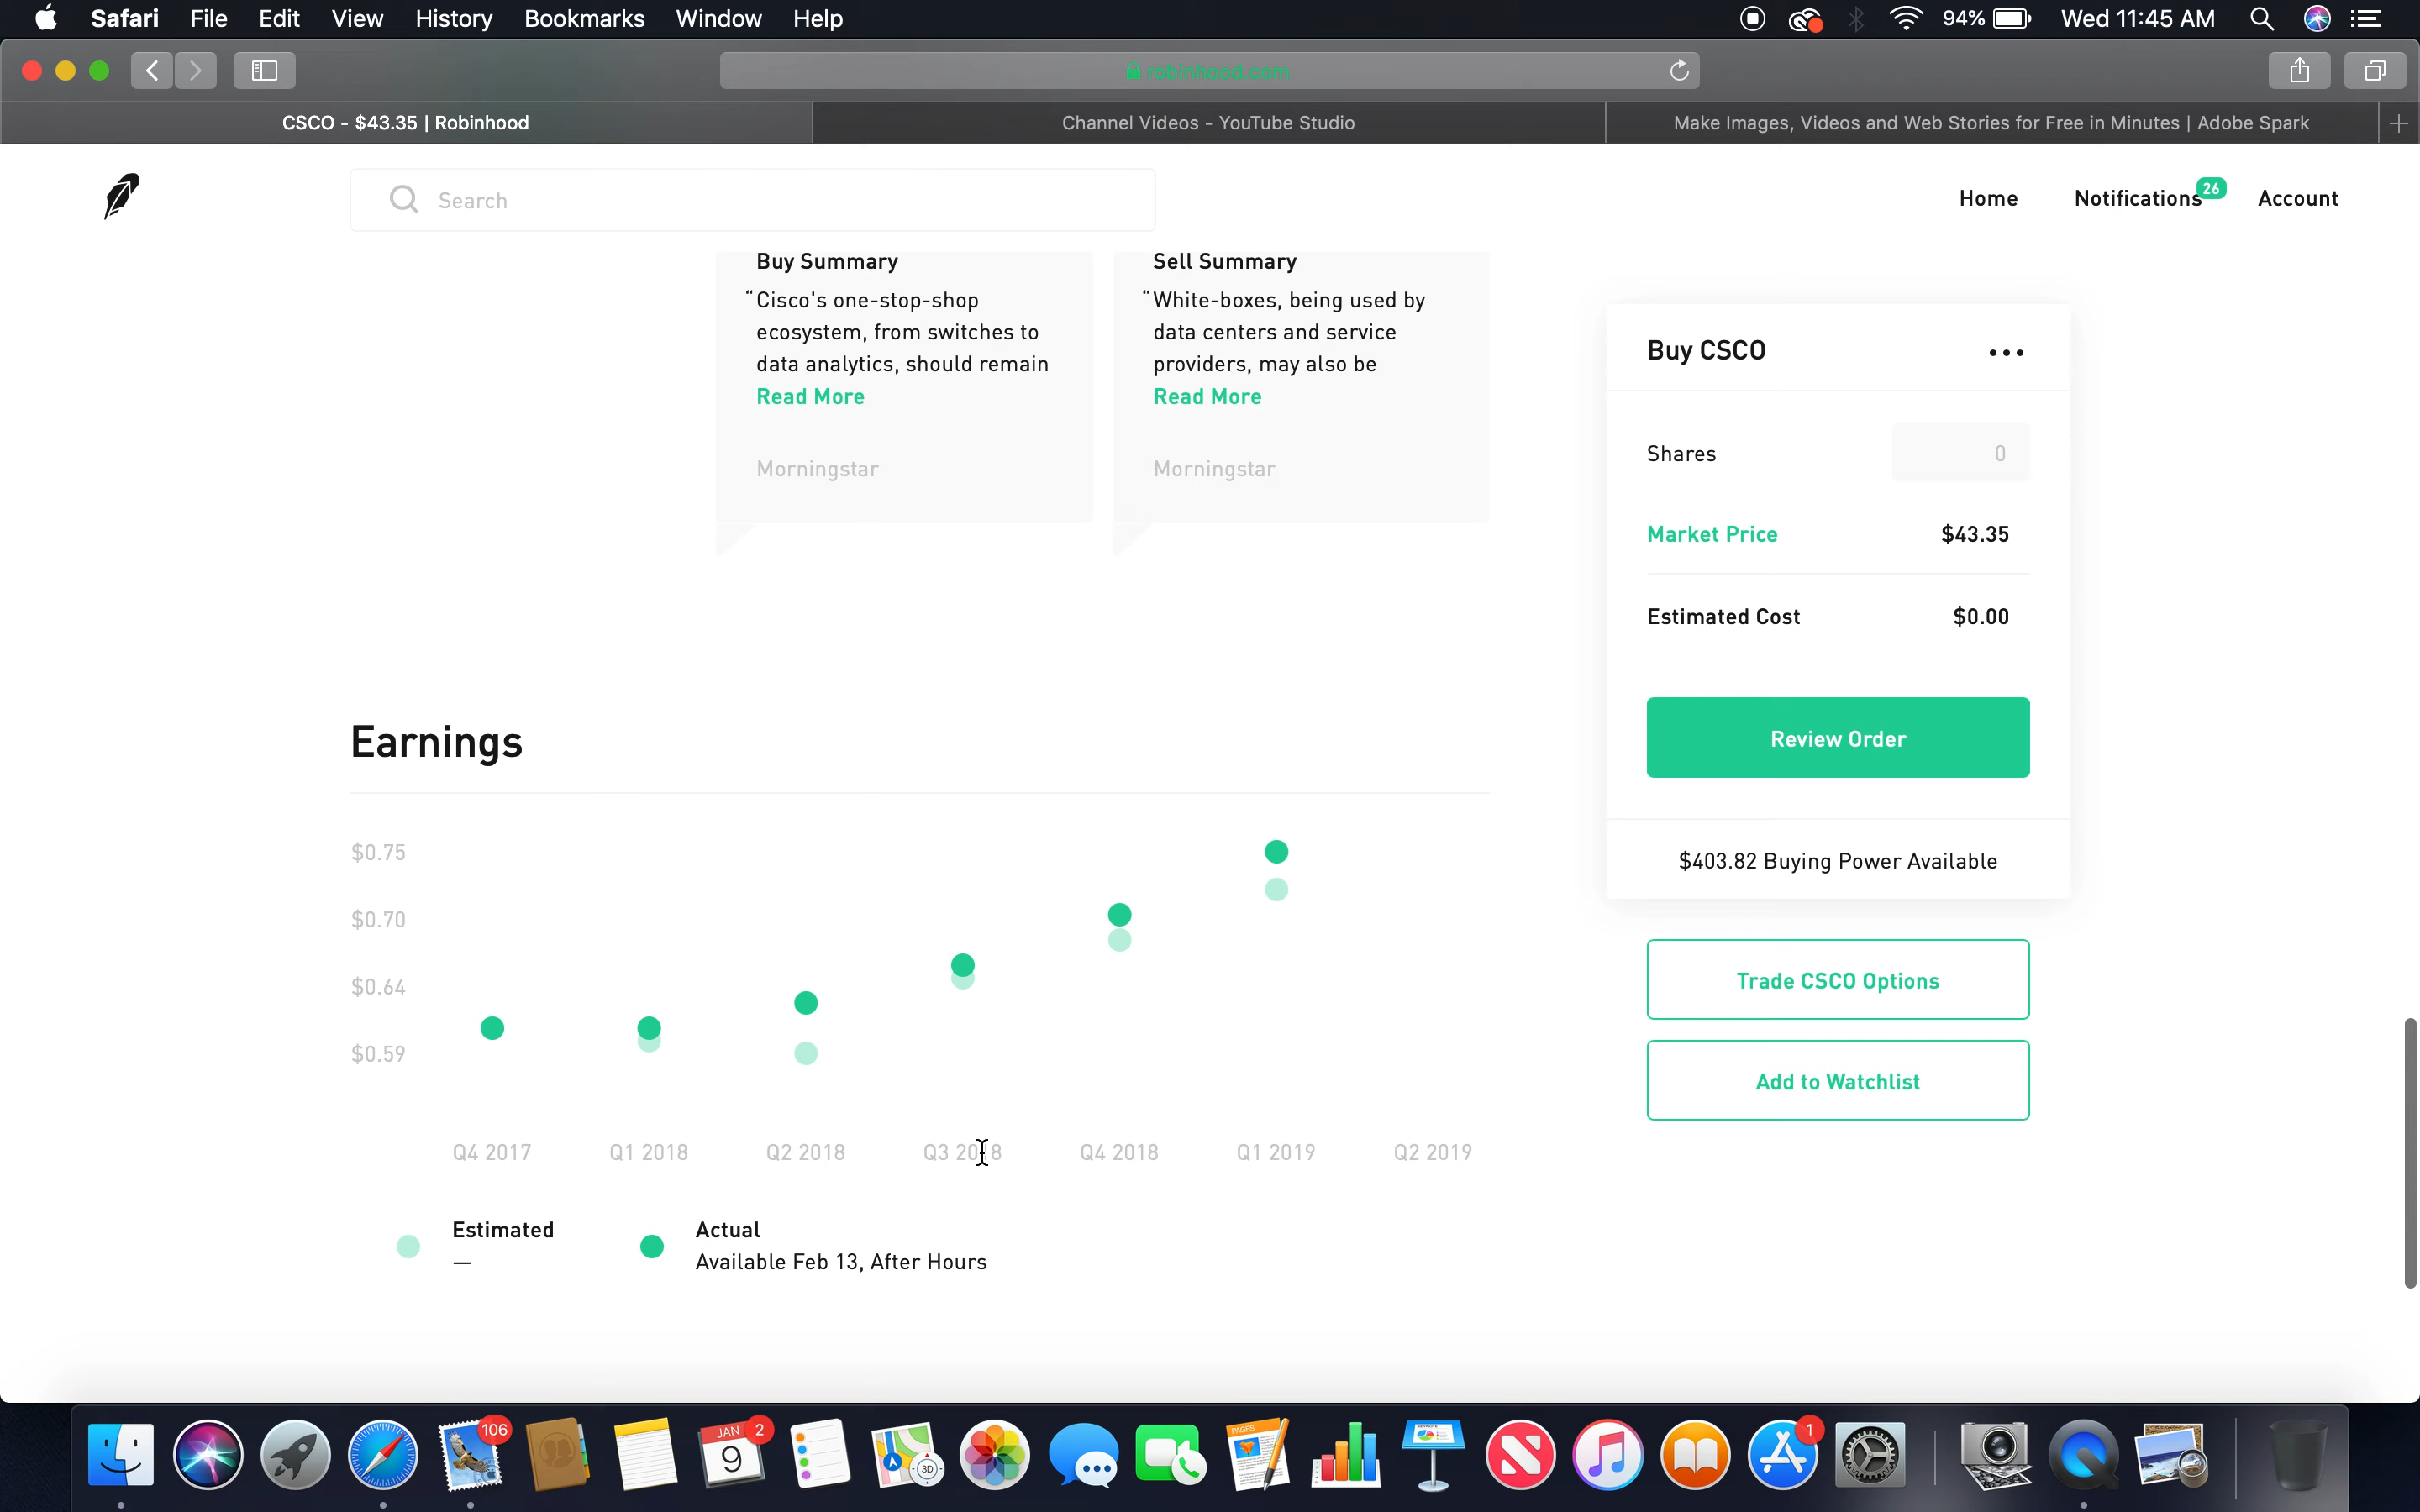 Safari File Edit View History Bookmarks Window Help 94% Wed 11:45 AM
robinhood.com
CSCO - $43.35 | Robinhood Channel Videos - YouTube Studio Make Images, Videos and Web Stories for Free in Minutes | Adobe Spark
Search Home Notifications 26 Account
Buy Summary
“Cisco's one-stop-shop
ecosystem, from switches to
data analytics, should remain
Read More
Morningstar
Sell Summary
“White-boxes, being used by
data centers and service
providers, may also be
Read More
Morningstar
Buy CSCO
Shares 0
Market Price $43.35
Estimated Cost $0.00
Review Order
$403.82 Buying Power Available
Trade CSCO Options
Add to Watchlist
Earnings
$0.75
$0.70
$0.64
$0.59
Q4 2017 Q1 2018 Q2 2018 Q3 2018 Q4 2018 Q1 2019 Q2 2019
Estimated
—
Actual
Available Feb 13, After Hours
106
JAN
9
2
3D
PAGES
1